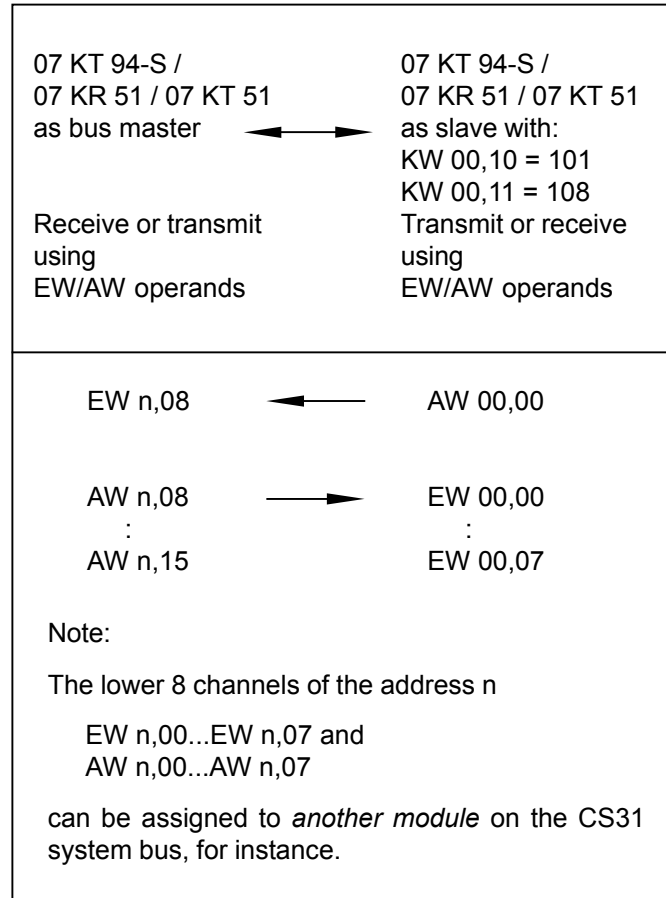 07 KT 94-S /
07 KR 51 / 07 KT 51
as bus master
Receive or transmit
using
EW/AW operands
07 KT 94-S /
07 KR 51 / 07 KT 51
as slave with:
KW 00,10 = 101
KW 00,11 = 108
Transmit or receive
using
EW/AW operands
EW n,08 AW 00,00
AW n,08 EW 00,00
: :
AW n,15 EW 00,07
Note:
The lower 8 channels of the address n
EW n,00...EW n,07 and
AW n,00...AW n,07
can be assigned to another module on the CS31
system bus, for instance.